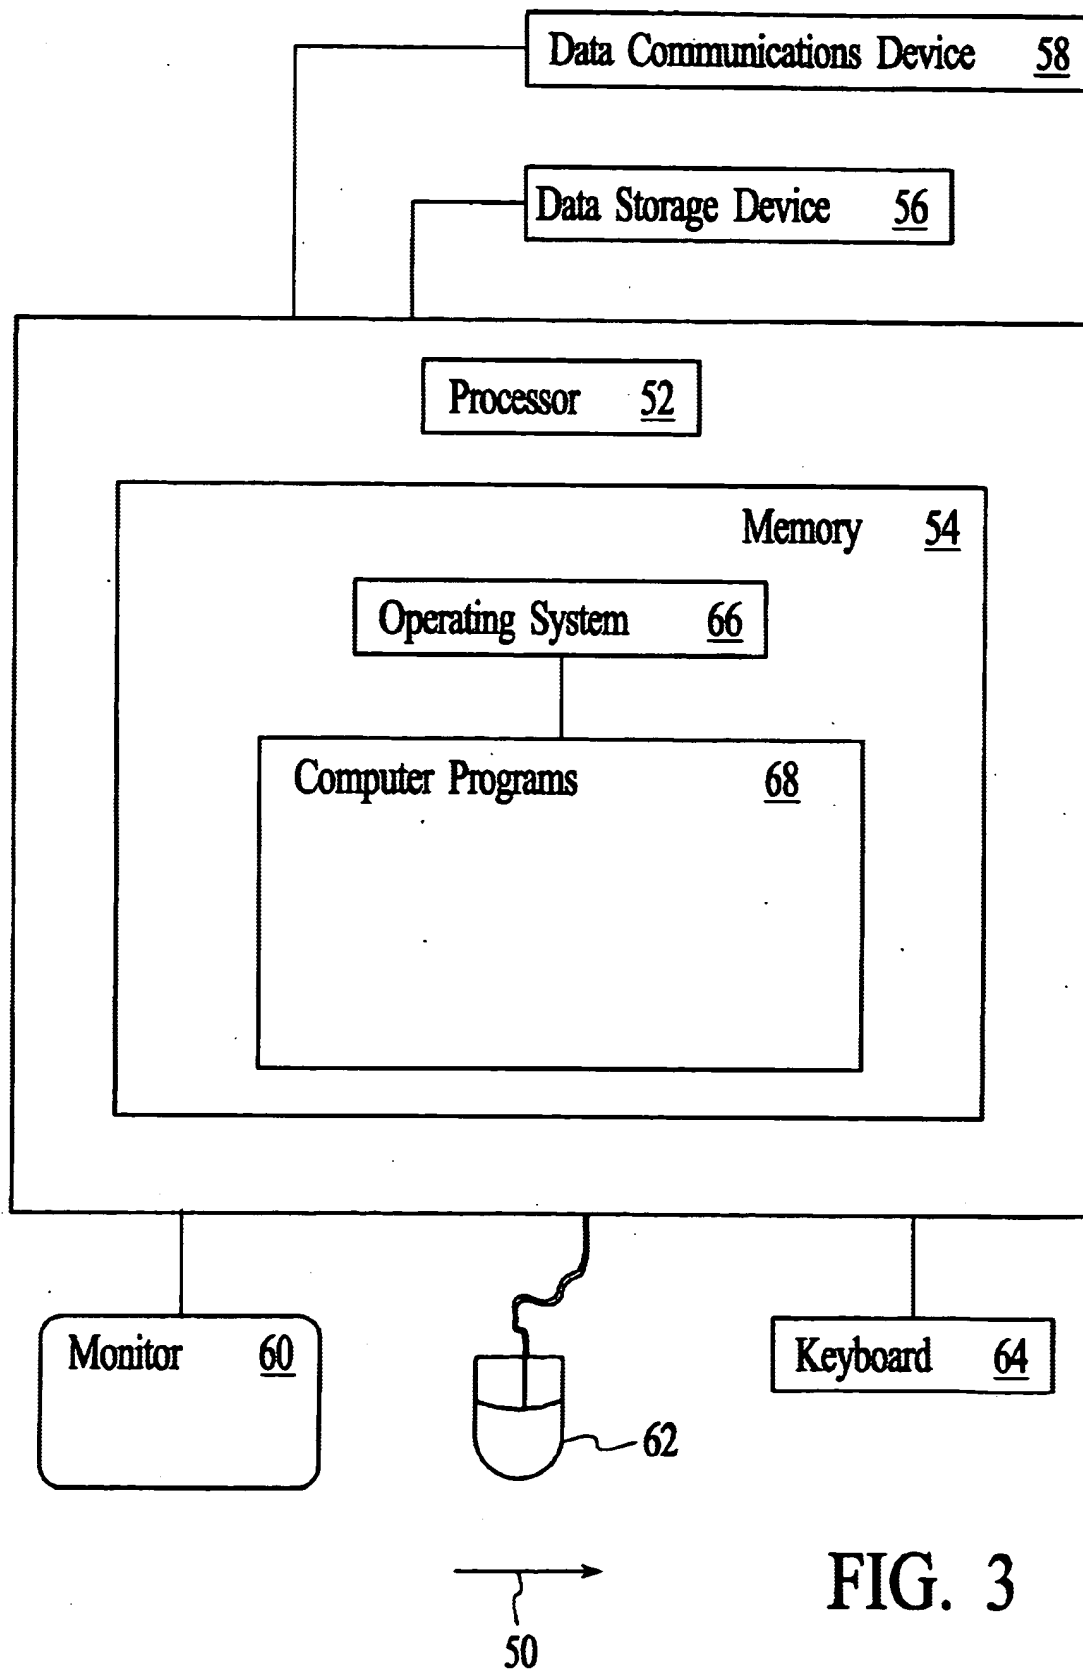 Data Communications Device 58
Data Storage Device 56
Processor 52
Memory 54
Operating System 66
Computer Programs 68
Monitor 60
Keyboard 64
62
50
FIG. 3